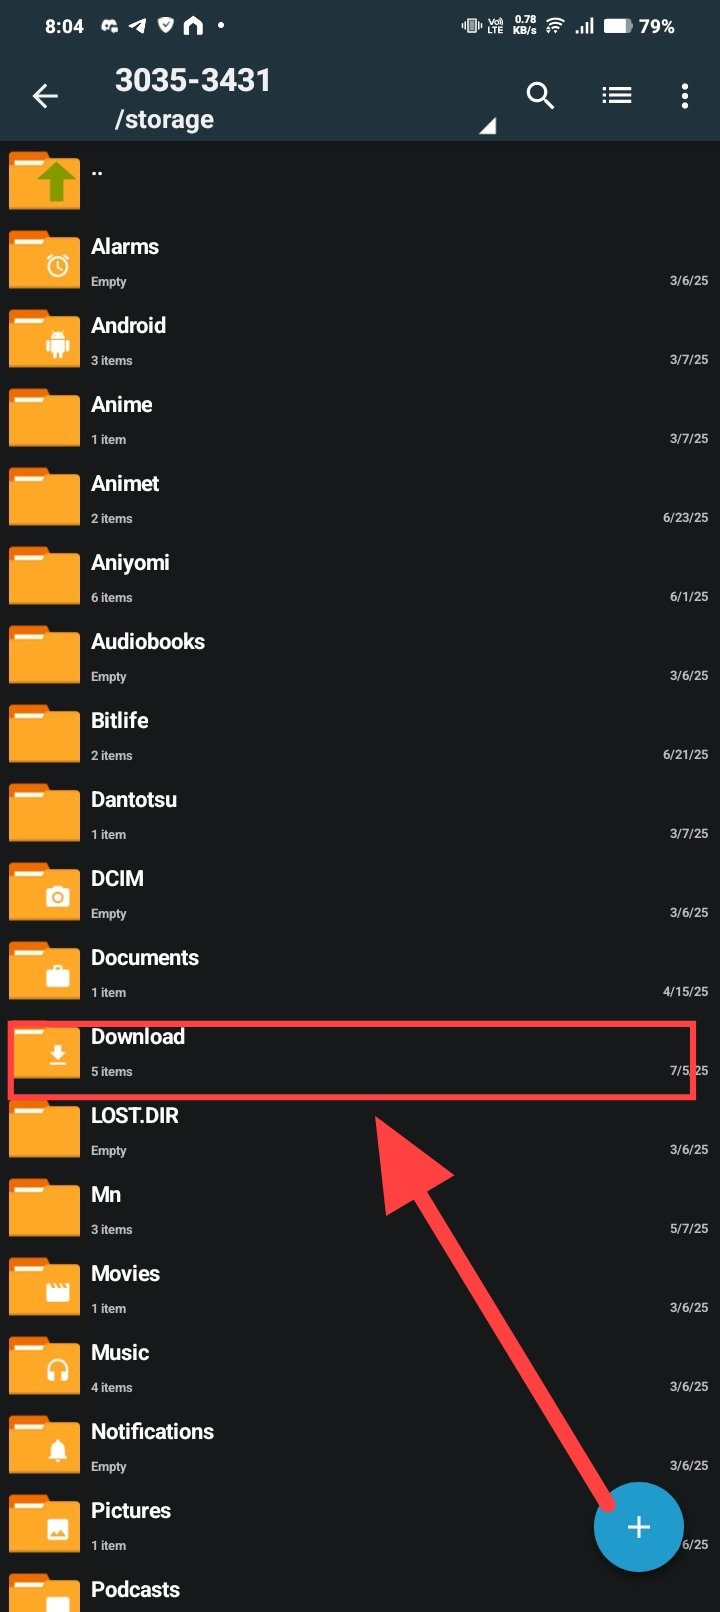 8:04
Vo))
LTE
0.78
KB/s
79%
3035-3431
/storage
..
Alarms
Empty
3/6/25
Android
3 items
3/7/25
Anime
1 item
3/7/25
Animet
2 items
6/23/25
Aniyomi
6 items
6/1/25
Audiobooks
Empty
3/6/25
Bitlife
2 items
6/21/25
Dantotsu
1 item
3/7/25
DCIM
Empty
3/6/25
Documents
1 item
4/15/25
Download
5 items
7/5/25
LOST.DIR
Empty
3/6/25
Mn
3 items
5/7/25
Movies
1 item
3/6/25
Music
4 items
3/6/25
Notifications
Empty
3/6/25
Pictures
1 item
6/25
Podcasts